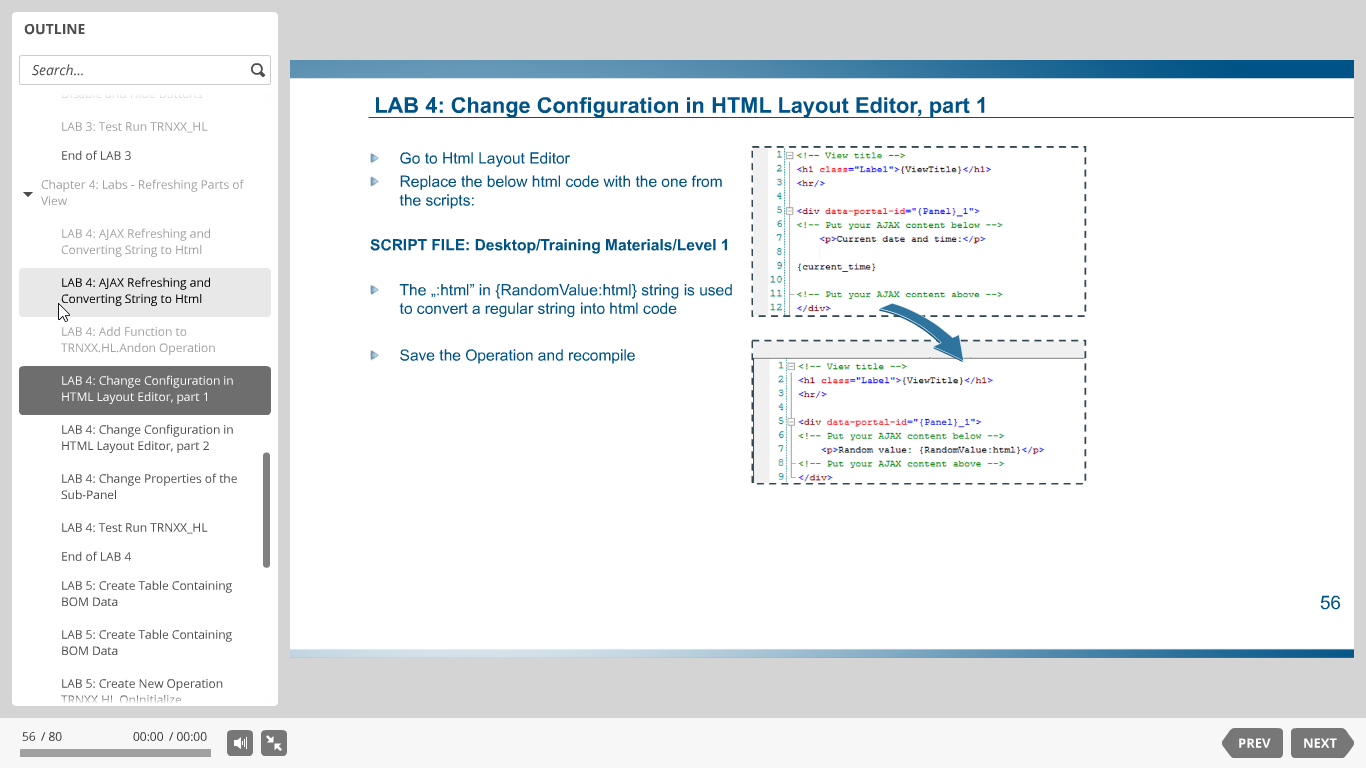 OUTLINE
Search...
Disable and Hide Buttons
LAB 3: Test Run TRNXX_HL
End of LAB 3
Chapter 4: Labs - Refreshing Parts of
View
LAB 4: AJAX Refreshing and
Converting String to Html
LAB 4: AJAX Refreshing and
Converting String to Html
LAB 4: Add Function to
TRNXX.HL.Andon Operation
LAB 4: Change Configuration in
HTML Layout Editor, part 1
LAB 4: Change Configuration in
HTML Layout Editor, part 2
LAB 4: Change Properties of the
Sub-Panel
LAB 4: Test Run TRNXX_HL
End of LAB 4
LAB 5: Create Table Containing
BOM Data
LAB 5: Create Table Containing
BOM Data
LAB 5: Create New Operation
TRNXX.HL.OnInitialize
LAB 4: Change Configuration in HTML Layout Editor, part 1
Go to Html Layout Editor
Replace the below html code with the one from
the scripts:
SCRIPT FILE: Desktop/Training Materials/Level 1
The „:html” in {RandomValue:html} string is used
to convert a regular string into html code
Save the Operation and recompile
1 <!-- View title -->
2 <h1 class="Label">{ViewTitle}</h1>
3 <hr/>
4
5 <div data-portal-id="{Panel}_1">
6 <!-- Put your AJAX content below -->
7 <p>Current date and time:</p>
8
9 {current_time}
10
11 <!-- Put your AJAX content above -->
12 </div>
1 <!-- View title -->
2 <h1 class="Label">{ViewTitle}</h1>
3 <hr/>
4
5 <div data-portal-id="{Panel}_1">
6 <!-- Put your AJAX content below -->
7 <p>Random value: {RandomValue:html}</p>
8 <!-- Put your AJAX content above -->
9 </div>
56
56 / 80
00:00 / 00:00
PREV
NEXT